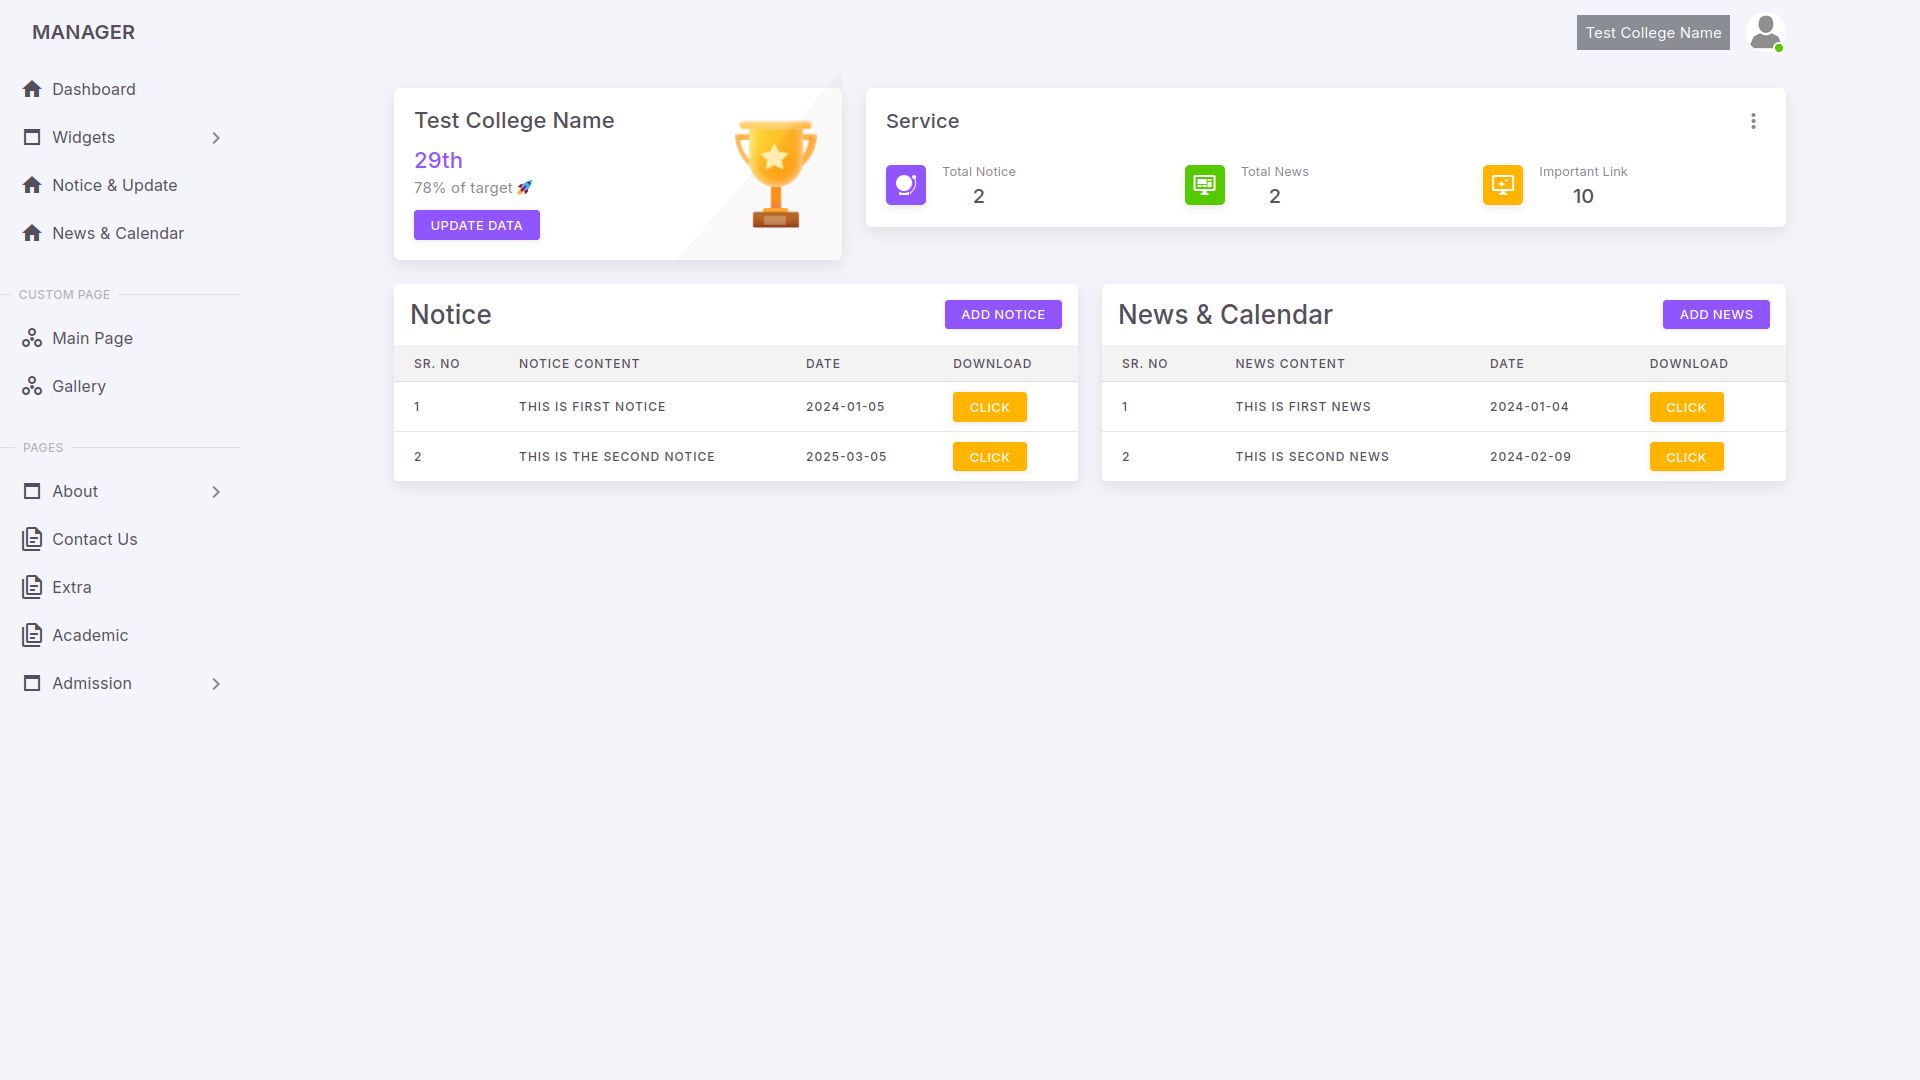 MANAGER
Test College Name
Dashboard
Widgets
Notice & Update
News & Calendar
CUSTOM PAGE
Main Page
Gallery
PAGES
About
Contact Us
Extra
Academic
Admission
Test College Name
29th
78% of target 🚀
UPDATE DATA
Service
Total Notice
2
Total News
2
Important Link
10
Notice
ADD NOTICE
SR. NO NOTICE CONTENT DATE DOWNLOAD
1 THIS IS FIRST NOTICE 2024-01-05 CLICK
2 THIS IS THE SECOND NOTICE 2025-03-05 CLICK
News & Calendar
ADD NEWS
SR. NO NEWS CONTENT DATE DOWNLOAD
1 THIS IS FIRST NEWS 2024-01-04 CLICK
2 THIS IS SECOND NEWS 2024-02-09 CLICK